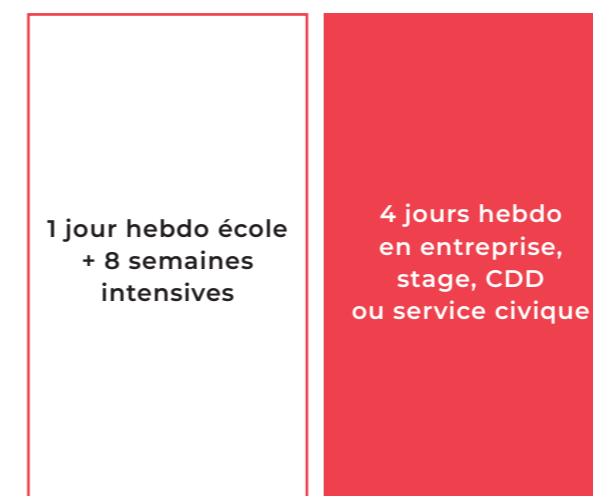 1 jour hebdo école
+ 8 semaines
intensives
4 jours hebdo
en entreprise,
stage, CDD
ou service civique